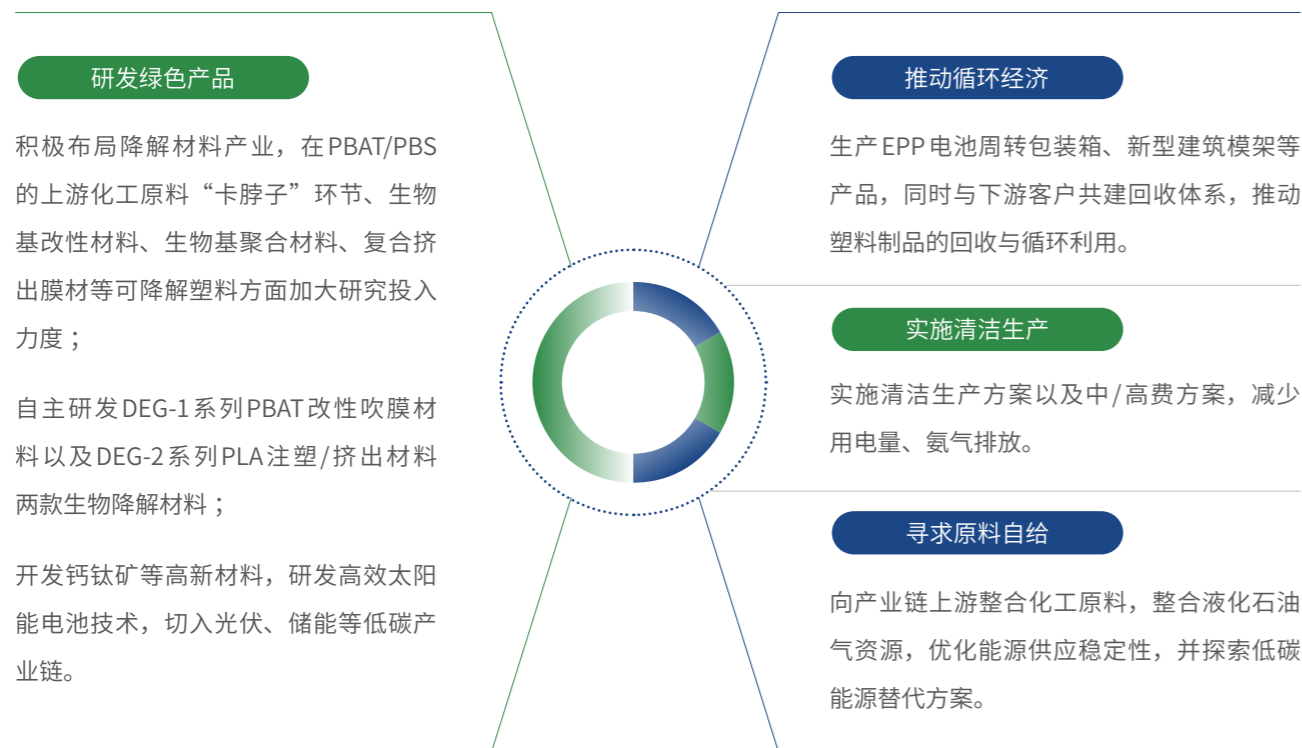 研发绿色产品
积极布局降解材料产业，在PBAT/PBS
的上游化工原料“卡脖子”环节、生物
基改性材料、生物基聚合材料、复合挤
出膜材等可降解塑料方面加大研究投入
力度；
自主研发DEG-1系列PBAT改性吹膜材
料以及DEG-2系列PLA注塑/挤出材料
两款生物降解材料；
开发钙钛矿等高新材料，研发高效太阳
能电池技术，切入光伏、储能等低碳产
业链。
推动循环经济
生产EPP电池周转包装箱、新型建筑模架等
产品，同时与下游客户共建回收体系，推动
塑料制品的回收与循环利用。
实施清洁生产
实施清洁生产方案以及中/高费方案，减少
用电量、氨气排放。
寻求原料自给
向产业链上游整合化工原料，整合液化石油
气资源，优化能源供应稳定性，并探索低碳
能源替代方案。